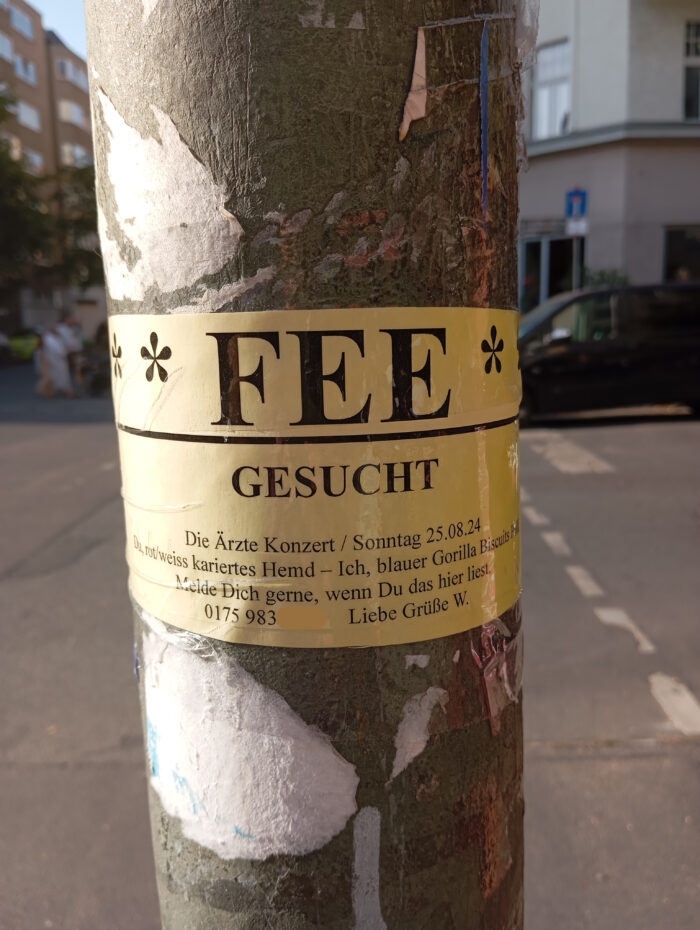 * * FEE *
GESUCHT
Die Ärzte Konzert / Sonntag 25.08.24
Du, rot/weiss kariertes Hemd – Ich, blauer Gorilla Biscuits
Melde Dich gerne, wenn Du das hier liest.
0175 983 Liebe Grüße W.